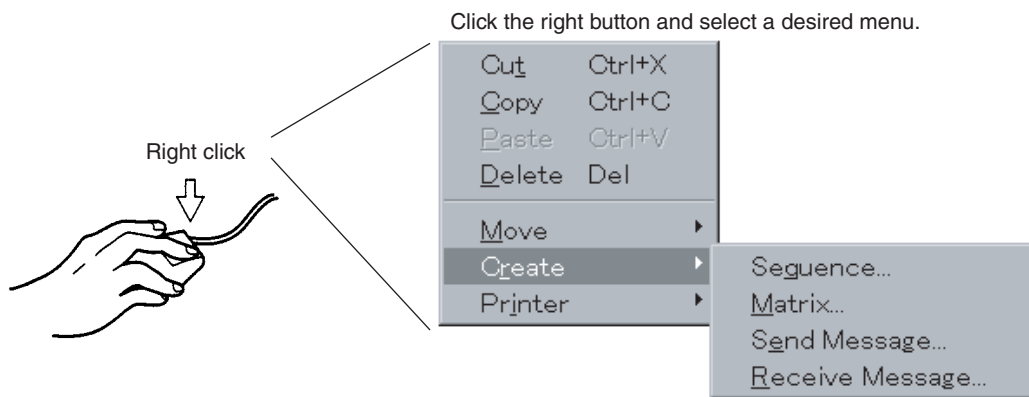 Click the right button and select a desired menu.
Cut Ctrl+X
Copy Ctrl+C
Paste Ctrl+V
Delete Del
Right click
Move
Create
Printer
Sequence...
Matrix...
Send Message...
Receive Message...